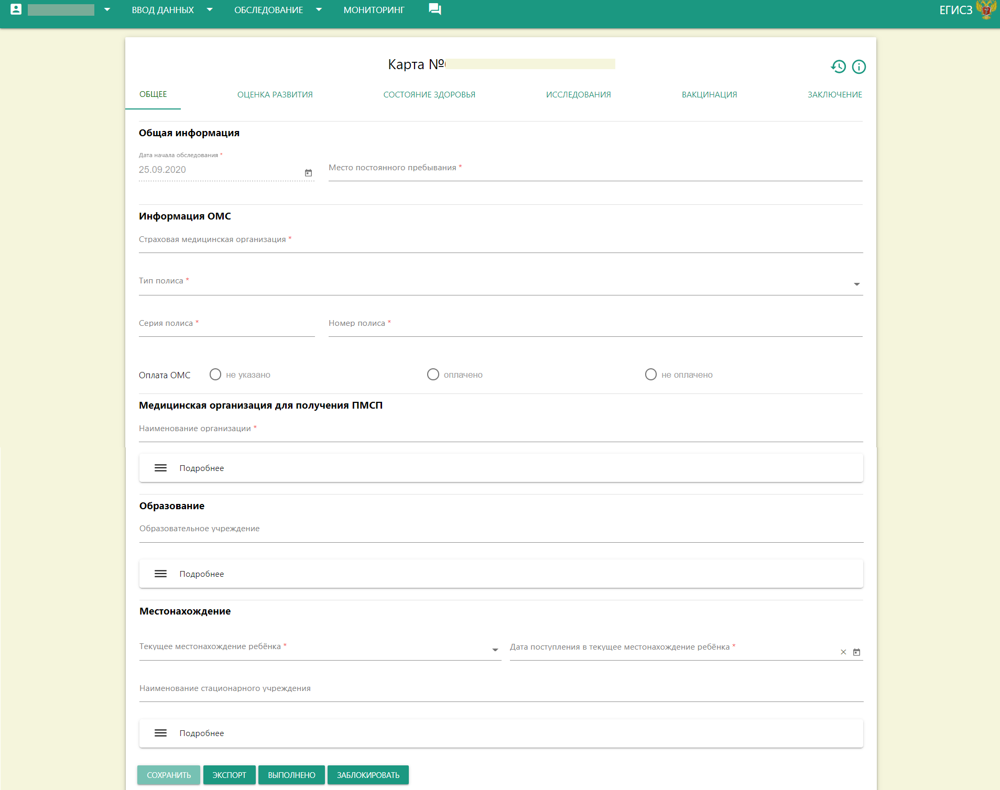 ВВОД ДАННЫХ ОБСЛЕДОВАНИЕ МОНИТОРИНГ ЕГИСЗ
Карта №
ОБЩЕЕ ОЦЕНКА РАЗВИТИЯ СОСТОЯНИЕ ЗДОРОВЬЯ ИССЛЕДОВАНИЯ ВАКЦИНАЦИЯ ЗАКЛЮЧЕНИЕ
Общая информация
Дата начала обследования *
25.09.2020 Место постоянного пребывания *
Информация ОМС
Страховая медицинская организация *
Тип полиса *
Серия полиса * Номер полиса *
Оплата ОМС не указано оплачено не оплачено
Медицинская организация для получения ПМСП
Наименование организации *
Подробнее
Образование
Образовательное учреждение
Подробнее
Местонахождение
Текущее местонахождение ребёнка * Дата поступления в текущее местонахождение ребёнка *
Наименование стационарного учреждения
Подробнее
СОХРАНИТЬ ЭКСПОРТ ВЫПОЛНЕНО ЗАБЛОКИРОВАТЬ